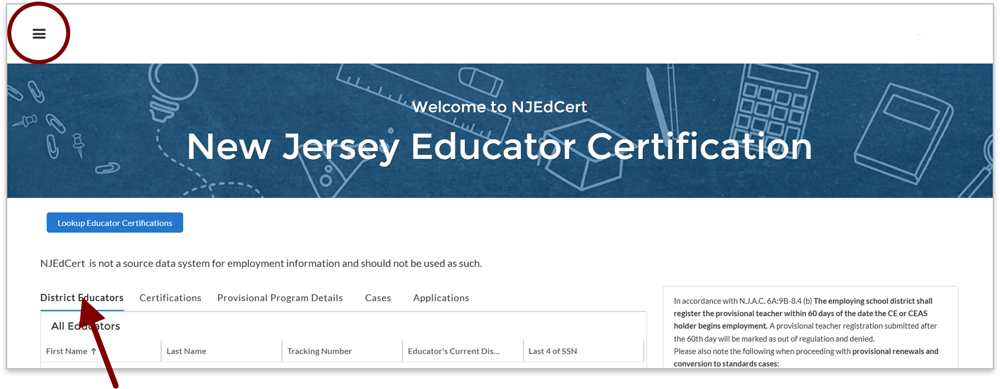 Welcome to NJEdCert
New Jersey Educator Certification
Lookup Educator Certifications
NJEdCert is not a source data system for employment information and should not be used as such.
District Educators Certifications Provisional Program Details Cases Applications
All Educators
First Name ↑ Last Name Tracking Number Educator's Current Dis... Last 4 of SSN
In accordance with N.J.A.C. 6A:9B-8.4 (b) The employing school district shall
register the provisional teacher within 60 days of the date the CE or CEAS
holder begins employment. A provisional teacher registration submitted after
the 60th day will be marked as out of regulation and denied.
Please also note the following when proceeding with provisional renewals and
conversion to standards cases: